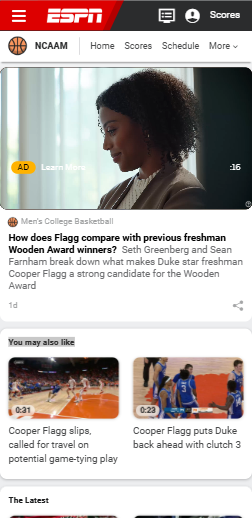 ESPN Scores
NCAAM Home Scores Schedule More
AD Learn More :15
Men's College Basketball
How does Flagg compare with previous freshman
Wooden Award winners? Seth Greenberg and Sean
Farnham break down what makes Duke star freshman
Cooper Flagg a strong candidate for the Wooden
Award
1d
You may also like
0:31
0:23
Cooper Flagg slips,
called for travel on
potential game-tying play
Cooper Flagg puts Duke
back ahead with clutch 3
The Latest